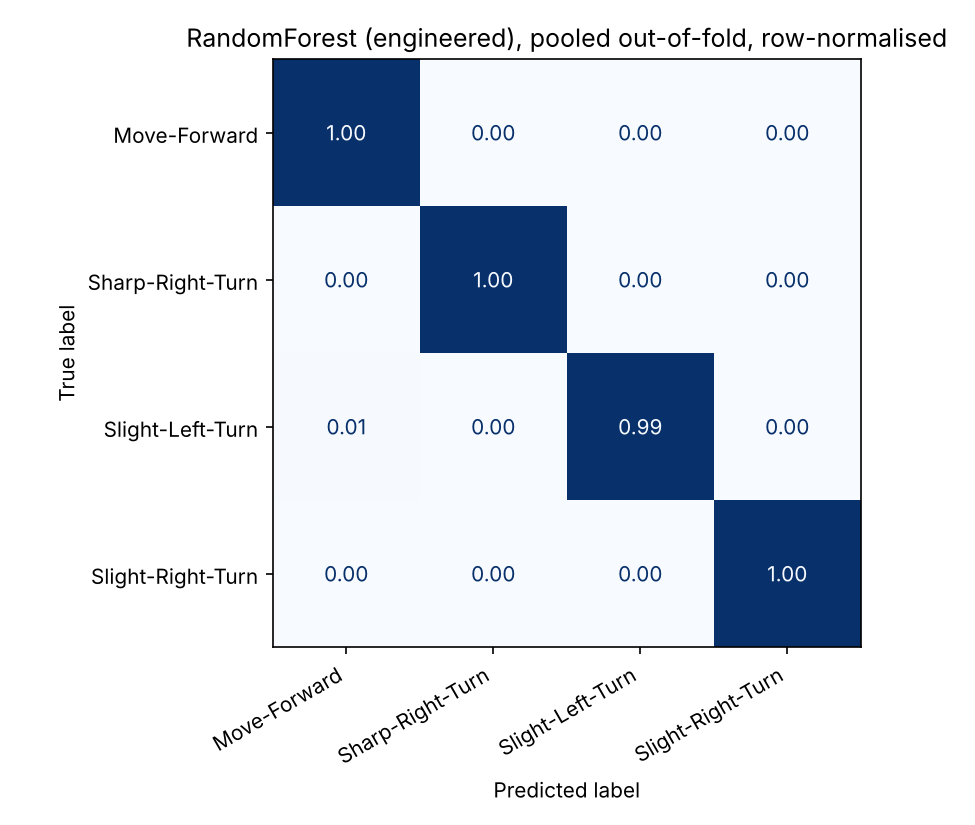 RandomForest (engineered), pooled out-of-fold, row-normalised
True label
Move-Forward 1.00 0.00 0.00 0.00
Sharp-Right-Turn 0.00 1.00 0.00 0.00
Slight-Left-Turn 0.01 0.00 0.99 0.00
Slight-Right-Turn 0.00 0.00 0.00 1.00
Move-Forward Sharp-Right-Turn Slight-Left-Turn Slight-Right-Turn
Predicted label